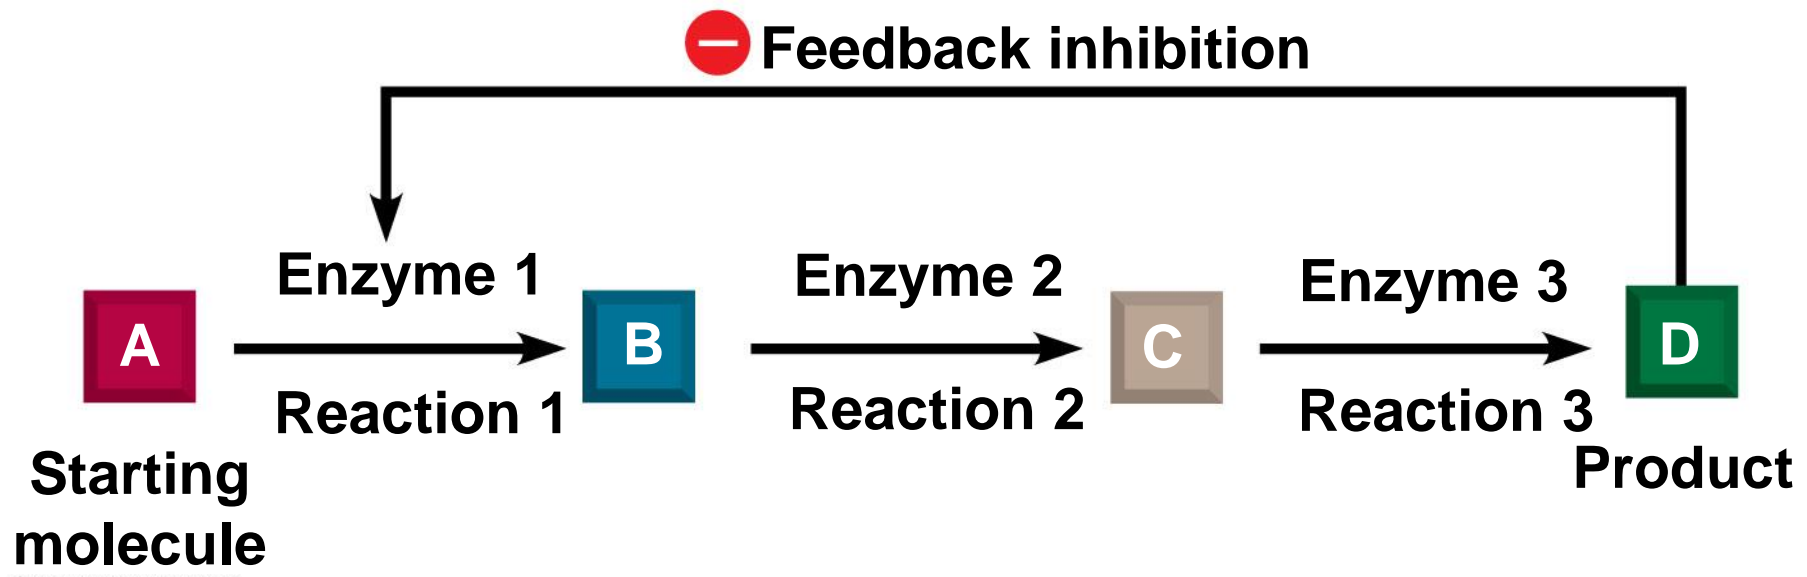 Feedback inhibition
Enzyme 1
Enzyme 2
Enzyme 3
A
B
C
D
Reaction 1
Reaction 2
Reaction 3
Starting
molecule
Product